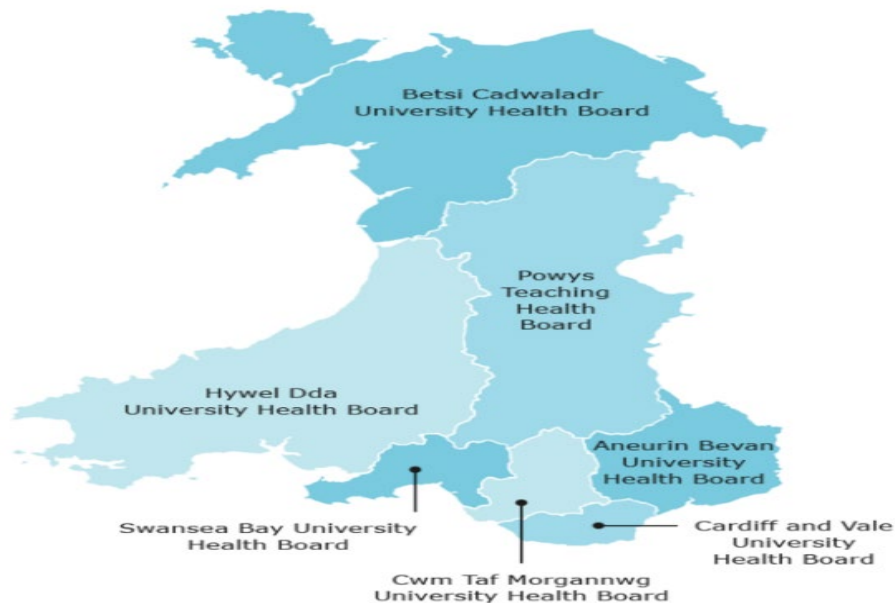 Betsi Cadwaladr
University Health Board
Powys
Teaching
Health
Board
Hywel Dda
University Health Board
Aneurin Bevan
University
Health Board
Swansea Bay University
Health Board
Cardiff and Vale
University
Health Board
Cwm Taf Morgannwg
University Health Board